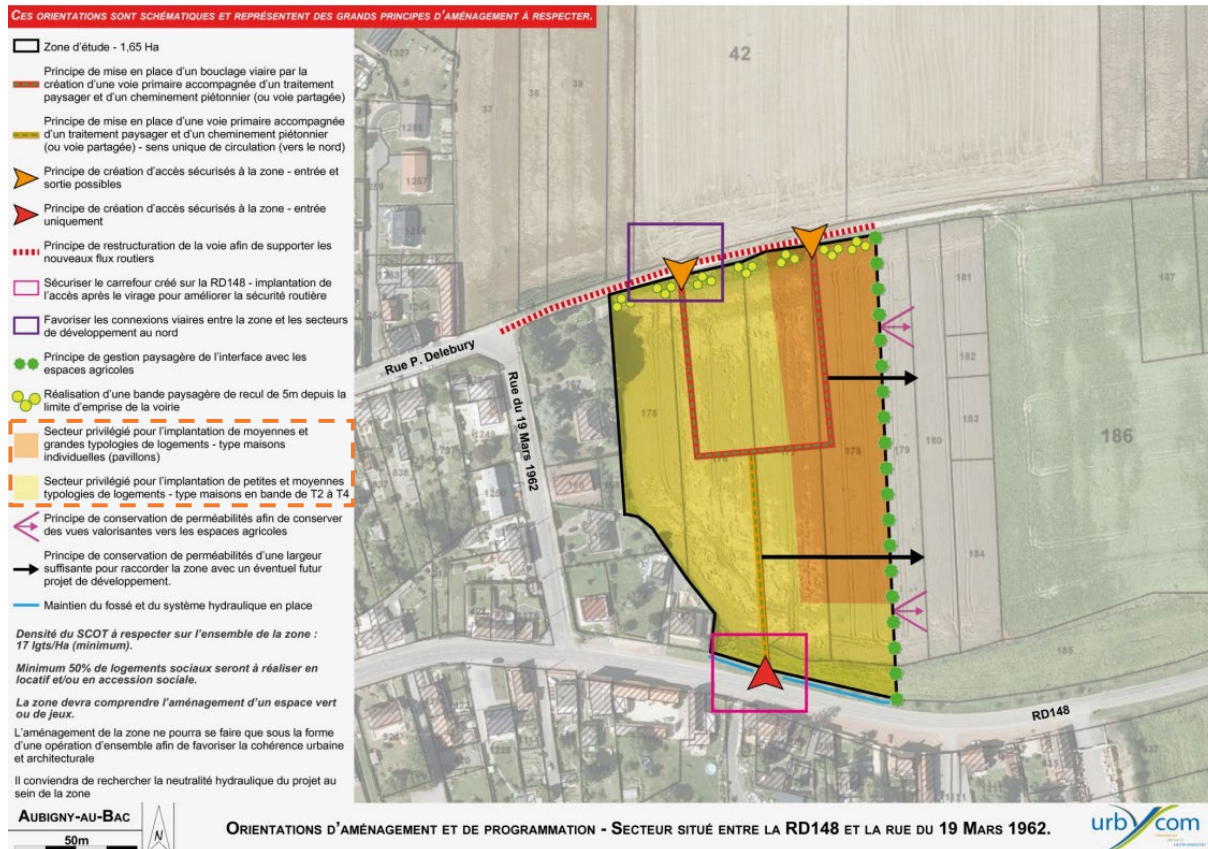 CES ORIENTATIONS SONT SCHÉMATIQUES ET REPRÉSENTENT DES GRANDS PRINCIPES D'AMÉNAGEMENT À RESPECTER.
Zone d'étude - 1,65 Ha
Principe de mise en place d'un bouclage viaire par la
création d'une voie primaire accompagnée d'un traitement
paysager et d'un cheminement piétonnier (ou voie partagée)
Principe de mise en place d'une voie primaire accompagnée
d'un traitement paysager et d'un cheminement piétonnier
(ou voie partagée) - sens unique de circulation (vers le nord)
Principe de création d'accès sécurisés à la zone - entrée et
sortie possibles
Principe de création d'accès sécurisés à la zone - entrée
uniquement
Principe de restructuration de la voie afin de supporter les
nouveaux flux routiers
Sécuriser le carrefour créé sur la RD148 - implantation de
l'accès après le virage pour améliorer la sécurité routière
Favoriser les connexions viaires entre la zone et les secteurs
de développement au nord
Principe de gestion paysagère de l'interface avec les
espaces agricoles
Réalisation d'une bande paysagère de recul de 5m depuis la
limite d'emprise de la voirie
Secteur privilégié pour l'implantation de moyennes et
grandes typologies de logements - type maisons
individuelles (pavillons)
Secteur privilégié pour l'implantation de petites et moyennes
typologies de logements - type maisons en bande de T2 à T4
Principe de conservation de perméabilités afin de conserver
des vues valorisantes vers les espaces agricoles
Principe de conservation de perméabilités d'une largeur
suffisante pour raccorder la zone avec un éventuel futur
projet de développement.
Maintien du fossé et du système hydraulique en place
Densité du SCOT à respecter sur l'ensemble de la zone :
17 lgts/Ha (minimum).
Minimum 50% de logements sociaux seront à réaliser en
locatif et/ou en accession sociale.
La zone devra comprendre l'aménagement d'un espace vert
ou de jeux.
L'aménagement de la zone ne pourra se faire que sous la forme
d'une opération d'ensemble afin de favoriser la cohérence urbaine
et architecturale
Il conviendra de rechercher la neutralité hydraulique du projet au
sein de la zone
42
37
38
39
1327
181
187
182
183
186
176
178
179
180
184
185
Rue P. Delebury
Rue du 19 Mars 1962
RD148
AUBIGNY-AU-BAC
50m
N
ORIENTATIONS D'AMÉNAGEMENT ET DE PROGRAMMATION - SECTEUR SITUÉ ENTRE LA RD148 ET LA RUE DU 19 MARS 1962.
urbycom